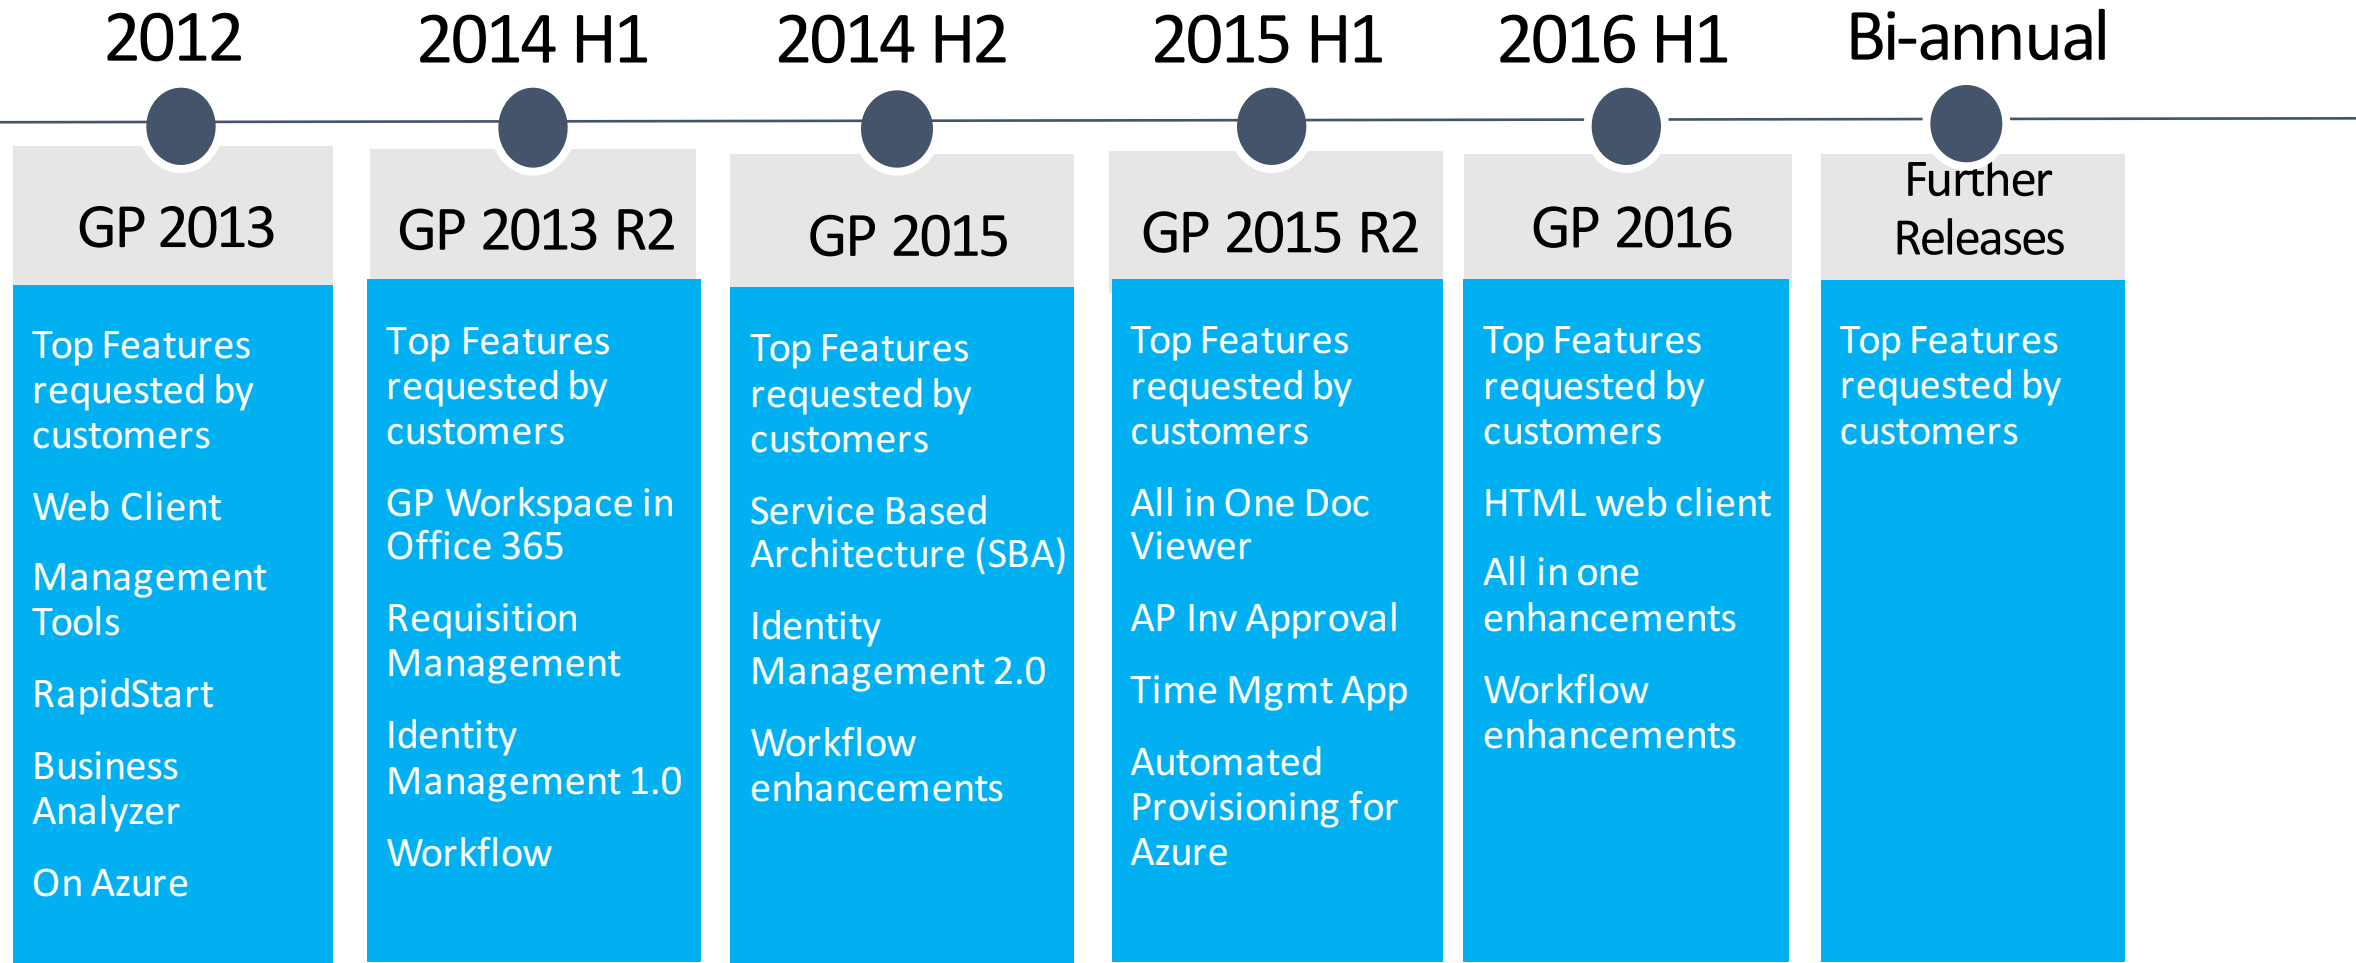 2012
2014 H1
2014 H2
2015 H1
2016 H1
Bi-annual
GP 2013
Top Features
requested by
customers
Web Client
Management
Tools
RapidStart
Business
Analyzer
On Azure
GP 2013 R2
Top Features
requested by
customers
GP Workspace in
Office 365
Requisition
Management
Identity
Management 1.0
Workflow
GP 2015
Top Features
requested by
customers
Service Based
Architecture (SBA)
Identity
Management 2.0
Workflow
enhancements
GP 2015 R2
Top Features
requested by
customers
All in One Doc
Viewer
AP Inv Approval
Time Mgmt App
Automated
Provisioning for
Azure
GP 2016
Top Features
requested by
customers
HTML web client
All in one
enhancements
Workflow
enhancements
Further
Releases
Top Features
requested by
customers